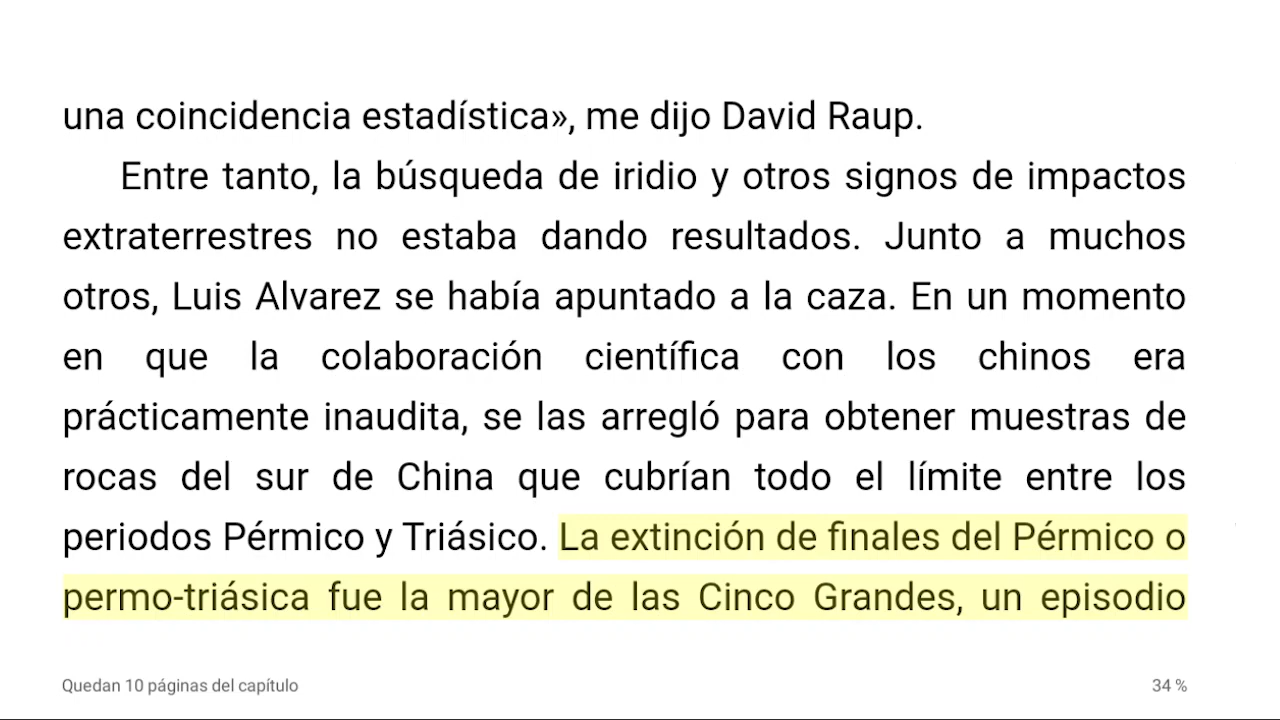 una coincidencia estadística», me dijo David Raup.
Entre tanto, la búsqueda de iridio y otros signos de impactos
extraterrestres no estaba dando resultados. Junto a muchos
otros, Luis Alvarez se había apuntado a la caza. En un momento
en que la colaboración científica con los chinos era
prácticamente inaudita, se las arregló para obtener muestras de
rocas del sur de China que cubrían todo el límite entre los
periodos Pérmico y Triásico. La extinción de finales del Pérmico o
permo-triásica fue la mayor de las Cinco Grandes, un episodio
Quedan 10 páginas del capítulo
34 %